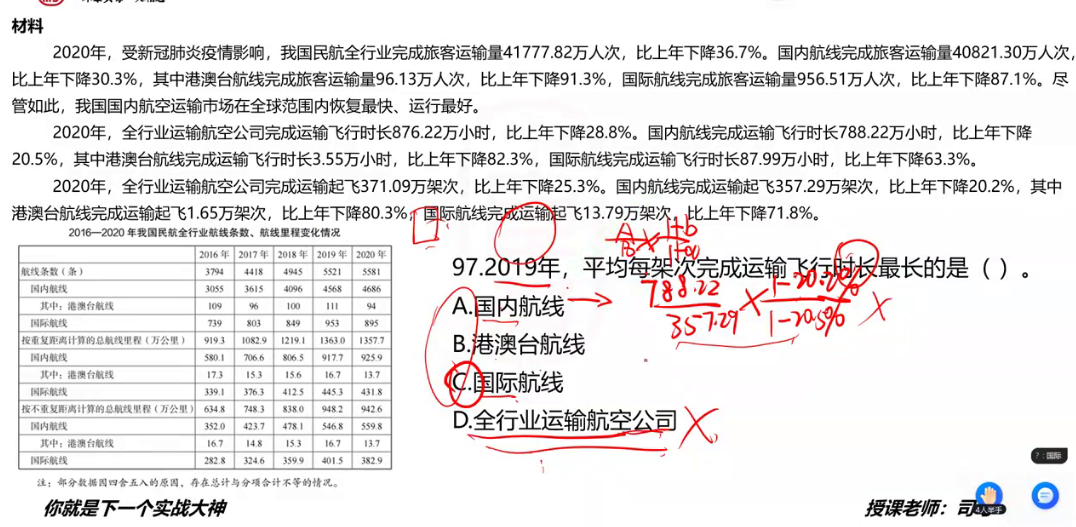 材料
2020年，受新冠肺炎疫情影响，我国民航全行业完成旅客运输量41777.82万人次，比上年下降36.7%。国内航线完成旅客运输量40821.30万人次，
比上年下降30.3%，其中港澳台航线完成旅客运输量96.13万人次，比上年下降91.3%，国际航线完成旅客运输量956.51万人次，比上年下降87.1%。尽
管如此，我国国内航空运输市场在全球范围内恢复最快、运行最好。
2020年，全行业运输航空公司完成运输飞行时长876.22万小时，比上年下降28.8%。国内航线完成运输飞行时长788.22万小时，比上年下降
20.5%，其中港澳台航线完成运输飞行时长3.55万小时，比上年下降82.3%，国际航线完成运输飞行时长87.99万小时，比上年下降63.3%。
2020年，全行业运输航空公司完成运输起飞371.09万架次，比上年下降25.3%。国内航线完成运输起飞357.29万架次，比上年下降20.2%，其中
港澳台航线完成运输起飞1.65万架次，比上年下降80.3%，国际航线完成运输起飞13.79万架次，比上年下降71.8%。
2016—2020 年我国民航全行业航线条数、航线里程变化情况
2016 年 2017 年 2018 年 2019 年 2020 年
航线条数（条） 3794 4418 4945 5521 5581
国内航线 3055 3615 4096 4568 4686
其中：港澳台航线 109 96 100 111 94
国际航线 739 803 849 953 895
按重复距离计算的总航线里程（万公里） 919.3 1082.9 1219.1 1363.0 1357.7
国内航线 580.1 706.6 806.5 917.7 925.9
其中：港澳台航线 17.3 15.3 15.6 16.7 13.7
国际航线 339.1 376.3 412.5 445.3 431.8
按不重复距离计算的总航线里程（万公里） 634.8 748.3 838.0 948.2 942.6
国内航线 352.0 423.7 478.1 546.8 559.8
其中：港澳台航线 16.7 14.8 15.3 16.7 13.7
国际航线 282.8 324.6 359.9 401.5 382.9
注：部分数据因四舍五入的原因，存在总计与分项合计不等的情况。
A/B × 1+b/1+a
97.2019年，平均每架次完成运输飞行时长最长的是（ ）。
A.国内航线
788.22/357.29 × 1-20.2%/1-20.5%
B.港澳台航线
C.国际航线
D.全行业运输航空公司
?：国际
4人举手
你就是下一个实战大神
授课老师：司